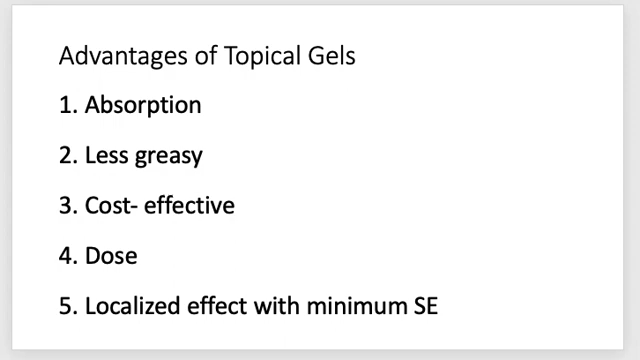 Advantages of Topical Gels
1. Absorption
2. Less greasy
3. Cost- effective
4. Dose
5. Localized effect with minimum SE